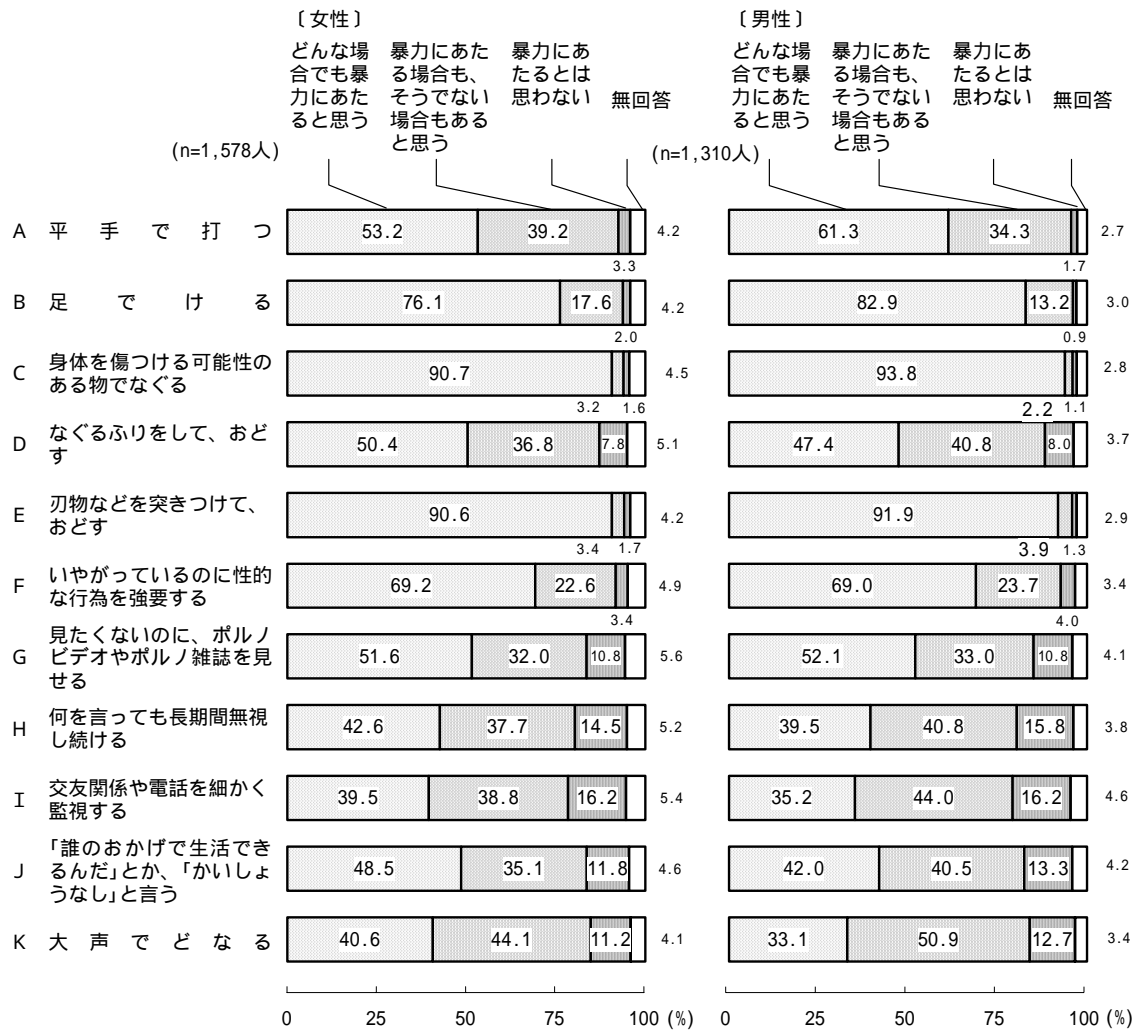 〔女性〕
どんな場
合でも暴
力にあた
ると思う
暴力にあた
る場合も、
そうでない
場合もある
と思う
暴力にあ
たるとは
思わない
無回答
(n=1,578人)
〔男性〕
どんな場
合でも暴
力にあた
ると思う
暴力にあた
る場合も、
そうでない
場合もある
と思う
暴力にあ
たるとは
思わない
無回答
(n=1,310人)
A 平手で打つ 53.2 39.2 4.2 61.3 34.3 2.7
3.3 1.7
B 足でける 76.1 17.6 4.2 82.9 13.2 3.0
2.0 0.9
C 身体を傷つける可能性の
ある物でなぐる
90.7 4.5 93.8 2.8
3.2 1.6 2.2 1.1
D なぐるふりをして、おど
す
50.4 36.8 7.8 5.1 47.4 40.8 8.0 3.7
E 刃物などを突きつけて、
おどす
90.6 4.2 91.9 2.9
3.4 1.7 3.9 1.3
F いやがっているのに性的
な行為を強要する
69.2 22.6 4.9 69.0 23.7 3.4
3.4 4.0
G 見たくないのに、ポルノ
ビデオやポルノ雑誌を見
せる
51.6 32.0 10.8 5.6 52.1 33.0 10.8 4.1
H 何を言っても長期間無視
し続ける
42.6 37.7 14.5 5.2 39.5 40.8 15.8 3.8
I 交友関係や電話を細かく
監視する
39.5 38.8 16.2 5.4 35.2 44.0 16.2 4.6
J 「誰のおかげで生活でき
るんだ」とか、「かいしょ
うなし」と言う
48.5 35.1 11.8 4.6 42.0 40.5 13.3 4.2
K 大声でどなる 40.6 44.1 11.2 4.1 33.1 50.9 12.7 3.4
0 25 50 75 100 (%) 0 25 50 75 100 (%)